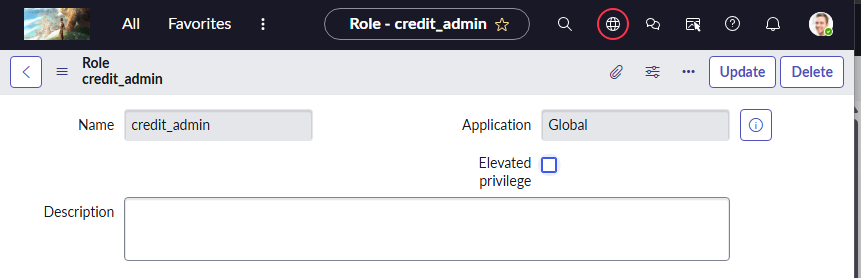 All Favorites Role - credit_admin
Role
credit_admin
Update Delete
Name credit_admin Application Global
Elevated
privilege
Description